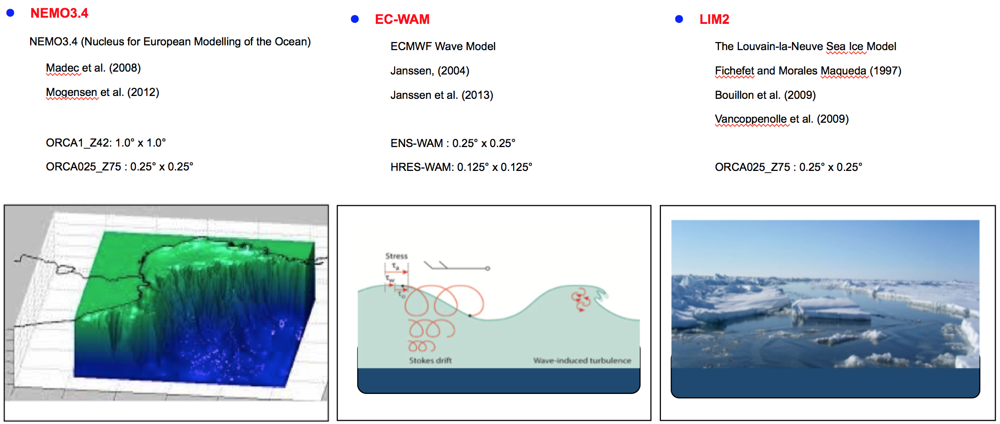 NEMO3.4
NEMO3.4 (Nucleus for European Modelling of the Ocean)
Madec et al. (2008)
Mogensen et al. (2012)
ORCA1_Z42: 1.0° x 1.0°
ORCA025_Z75 : 0.25° x 0.25°
EC-WAM
ECMWF Wave Model
Janssen, (2004)
Janssen et al. (2013)
ENS-WAM : 0.25° x 0.25°
HRES-WAM: 0.125° x 0.125°
LIM2
The Louvain-la-Neuve Sea Ice Model
Fichefet and Morales Maqueda (1997)
Bouillon et al. (2009)
Vancoppenolle et al. (2009)
ORCA025_Z75 : 0.25° x 0.25°
Stress
τa
τw
τo
Stokes drift
Wave-induced turbulence